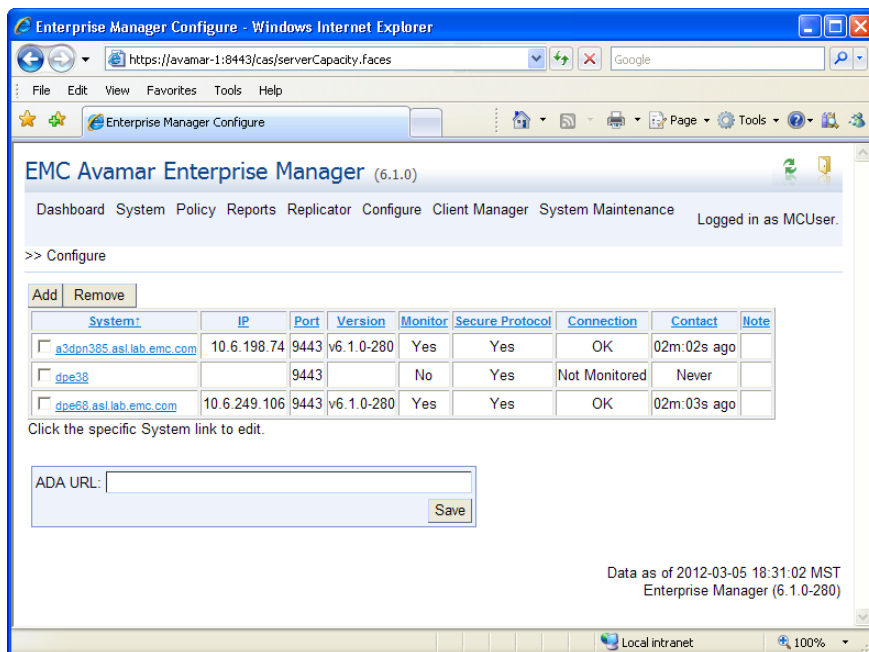 Enterprise Manager Configure - Windows Internet Explorer
https://avamar-1:8443/cas/serverCapacity.faces
Google
File Edit View Favorites Tools Help
Enterprise Manager Configure
Page Tools
EMC Avamar Enterprise Manager (6.1.0)
Dashboard System Policy Reports Replicator Configure Client Manager System Maintenance
Logged in as MCUser.
>> Configure
Add Remove
System↑ IP Port Version Monitor Secure Protocol Connection Contact Note
a3dpn385.asl.lab.emc.com 10.6.198.74 9443 v6.1.0-280 Yes Yes OK 02m:02s ago
dpe38 9443 No Yes Not Monitored Never
dpe68.asl.lab.emc.com 10.6.249.106 9443 v6.1.0-280 Yes Yes OK 02m:03s ago
Click the specific System link to edit.
ADA URL:
Save
Data as of 2012-03-05 18:31:02 MST
Enterprise Manager (6.1.0-280)
Local intranet 100%